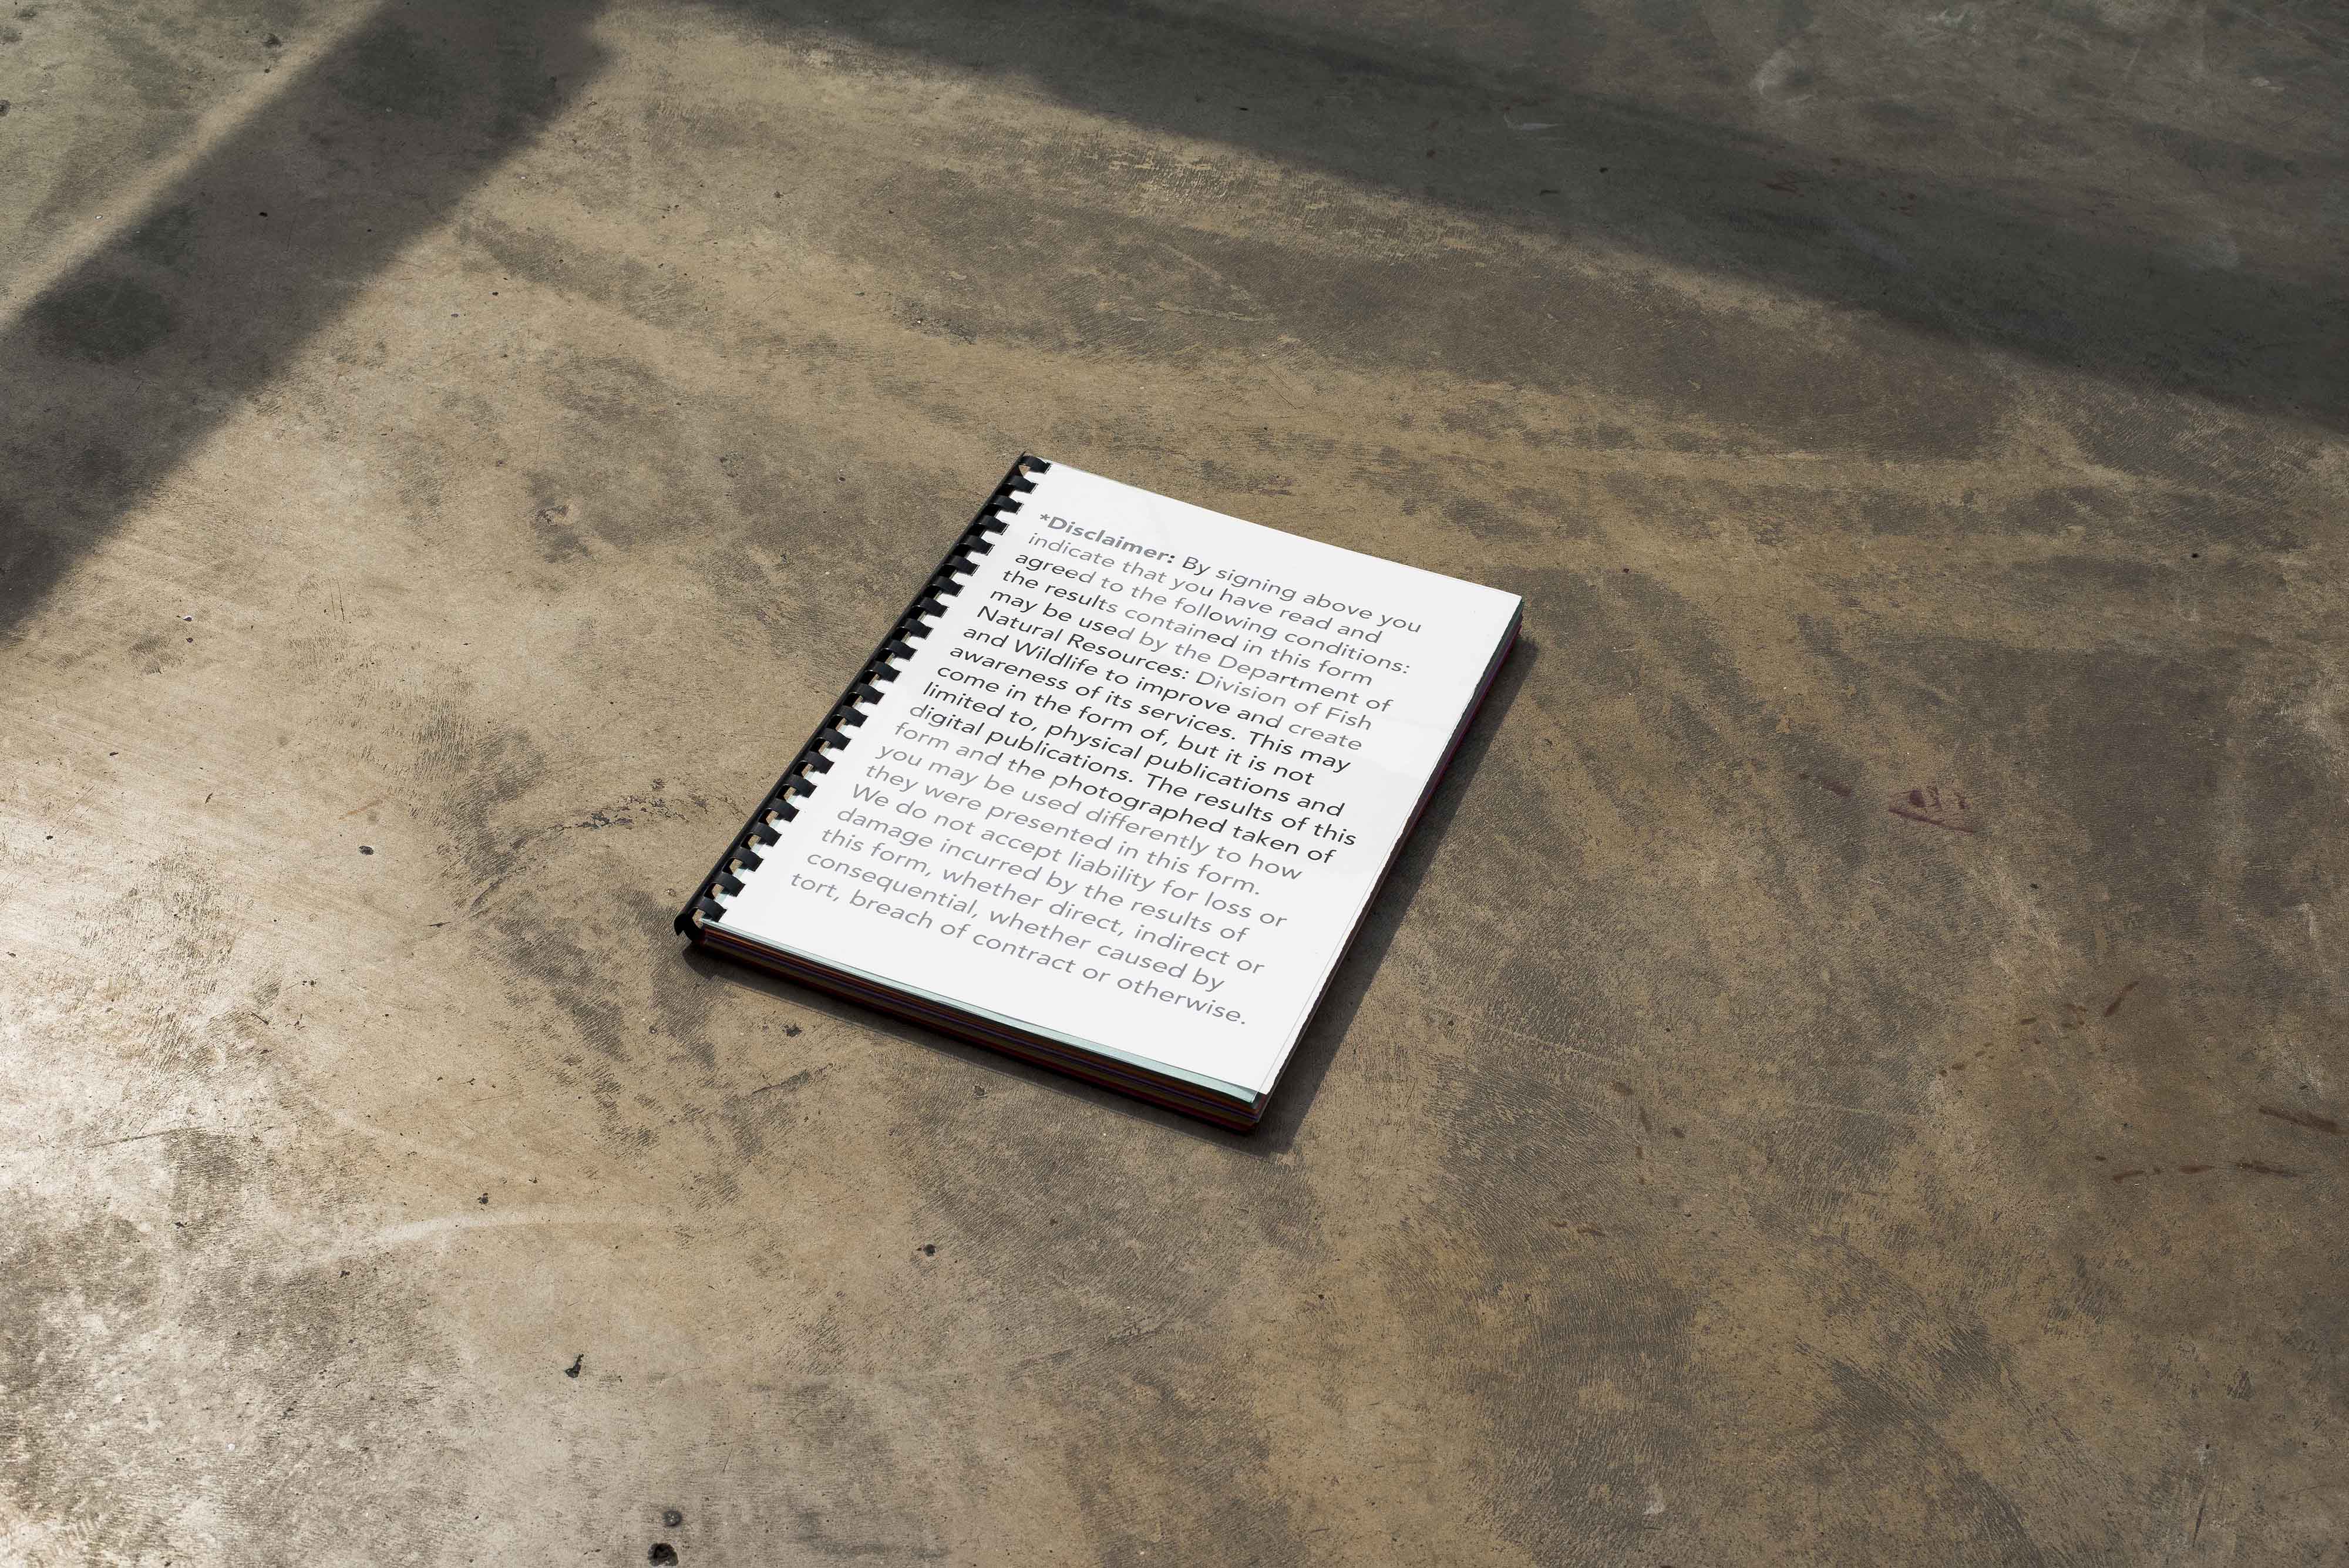 *Disclaimer: By signing above you
indicate that you have read and
agreed to the following conditions:
the results contained in this form
may be used by the Department of
Natural Resources: Division of Fish
and Wildlife to improve and create
awareness of its services. This may
come in the form of, but it is not
limited to, physical publications and
digital publications. The results of this
form and the photographed taken of
you may be used differently to how
they were presented in this form.
We do not accept liability for loss or
damage incurred by the results of
this form, whether direct, indirect or
consequential, whether caused by
tort, breach of contract or otherwise.